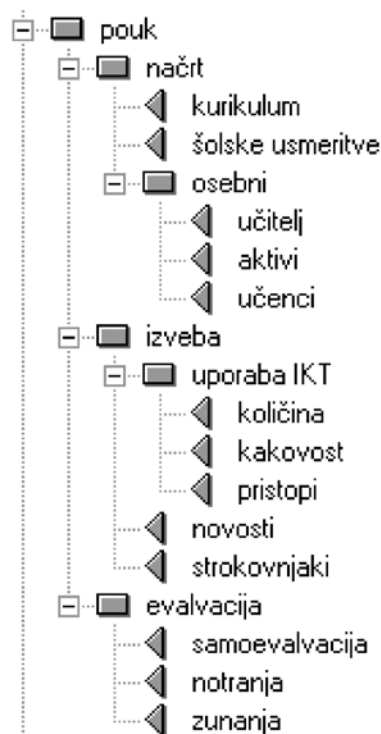 pouk
načrt
kurikulum
šolske usmeritve
osebni
učitelj
aktivi
učenci
izveba
uporaba IKT
količina
kakovost
pristopi
novosti
strokovnjaki
evalvacija
samoevalvacija
notranja
zunanja